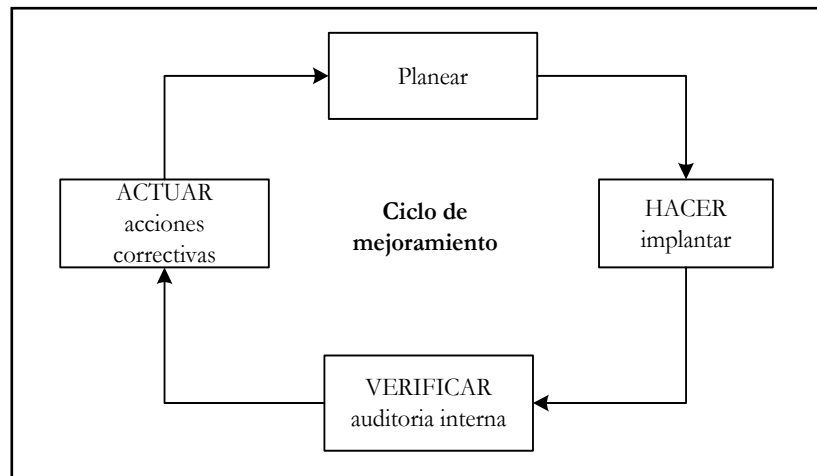 Planear
ACTUAR
acciones
correctivas
Ciclo de
mejoramiento
HACER
implantar
VERIFICAR
auditoria interna